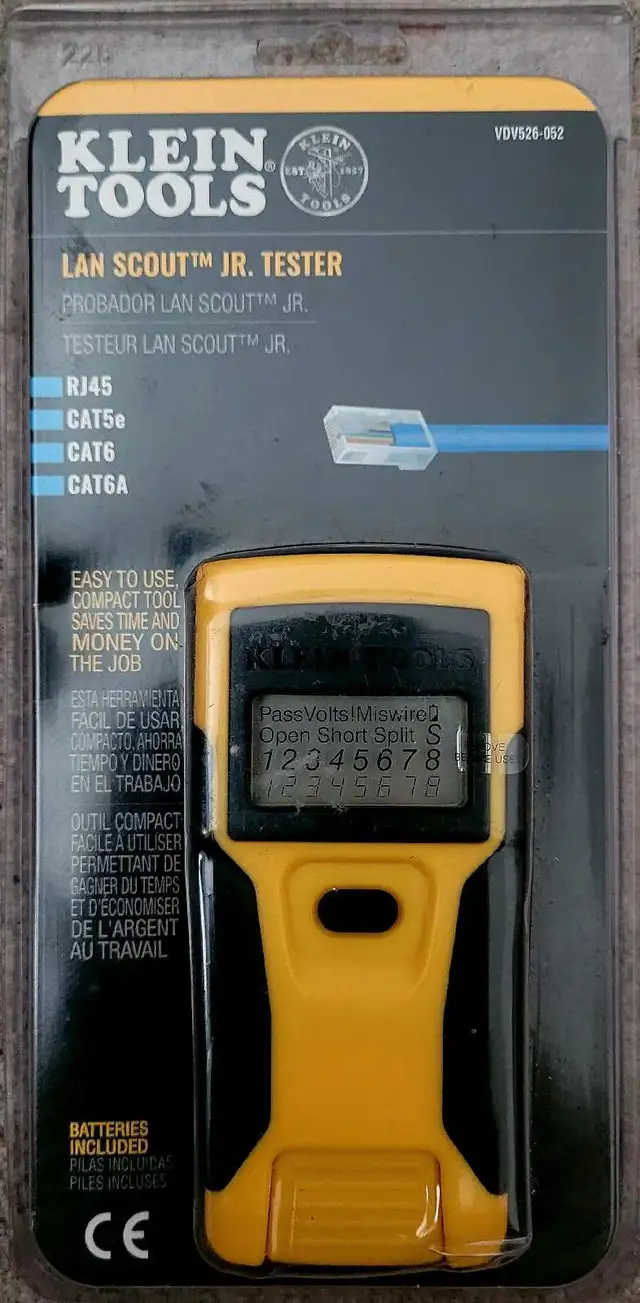 VDV526-052
KLEIN
TOOLS®
KLEIN
EST. 1857
TOOLS
LAN SCOUT™ JR. TESTER
PROBADOR LAN SCOUT™ JR.
TESTEUR LAN SCOUT™ JR.
RJ45
CAT5e
CAT6
CAT6A
EASY TO USE,
COMPACT TOOL
SAVES TIME AND
MONEY ON
THE JOB
ESTA HERRAMIENTA
FACIL DE USAR
COMPACTO, AHORRA
TIEMPO Y DINERO
EN EL TRABAJO
OUTIL COMPACT
FACILE À UTILISER
PERMETTANT DE
GAGNER DU TEMPS
ET D'ÉCONOMISER
DE L'ARGENT
AU TRAVAIL
KLEIN TOOLS
PassVolts!Miswire
Open Short Split S
12345678
12345678
USE
BATTERIES
INCLUDED
PILAS INCLUIDAS
PILES INCLUSES
CE